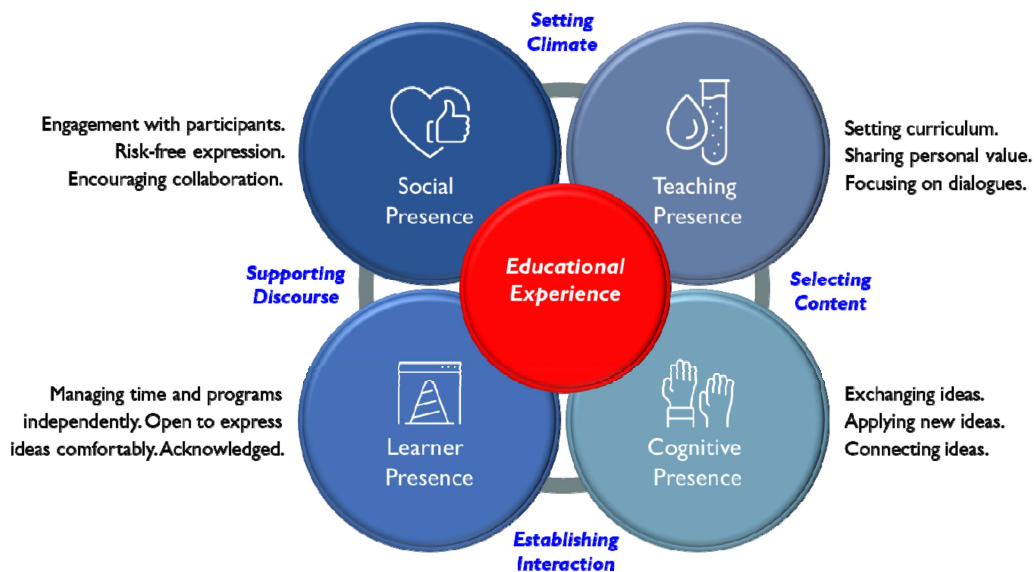 Setting
Climate
Engagement with participants.
Risk-free expression.
Encouraging collaboration.
Social
Presence
Teaching
Presence
Setting curriculum.
Sharing personal value.
Focusing on dialogues.
Supporting
Discourse
Educational
Experience
Selecting
Content
Managing time and programs
independently. Open to express
ideas comfortably. Acknowledged.
Learner
Presence
Cognitive
Presence
Exchanging ideas.
Applying new ideas.
Connecting ideas.
Establishing
Interaction